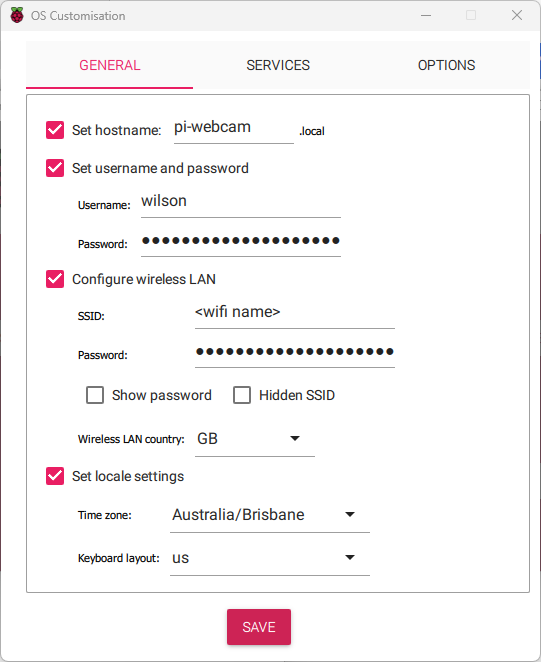 OS Customisation
GENERAL SERVICES OPTIONS
Set hostname: pi-webcam .local
Set username and password
Username: wilson
Password: ●●●●●●●●●●●●●●●●●●●●
Configure wireless LAN
SSID: <wifi name>
Password: ●●●●●●●●●●●●●●●●●●●●
Show password Hidden SSID
Wireless LAN country: GB
Set locale settings
Time zone: Australia/Brisbane
Keyboard layout: us
SAVE